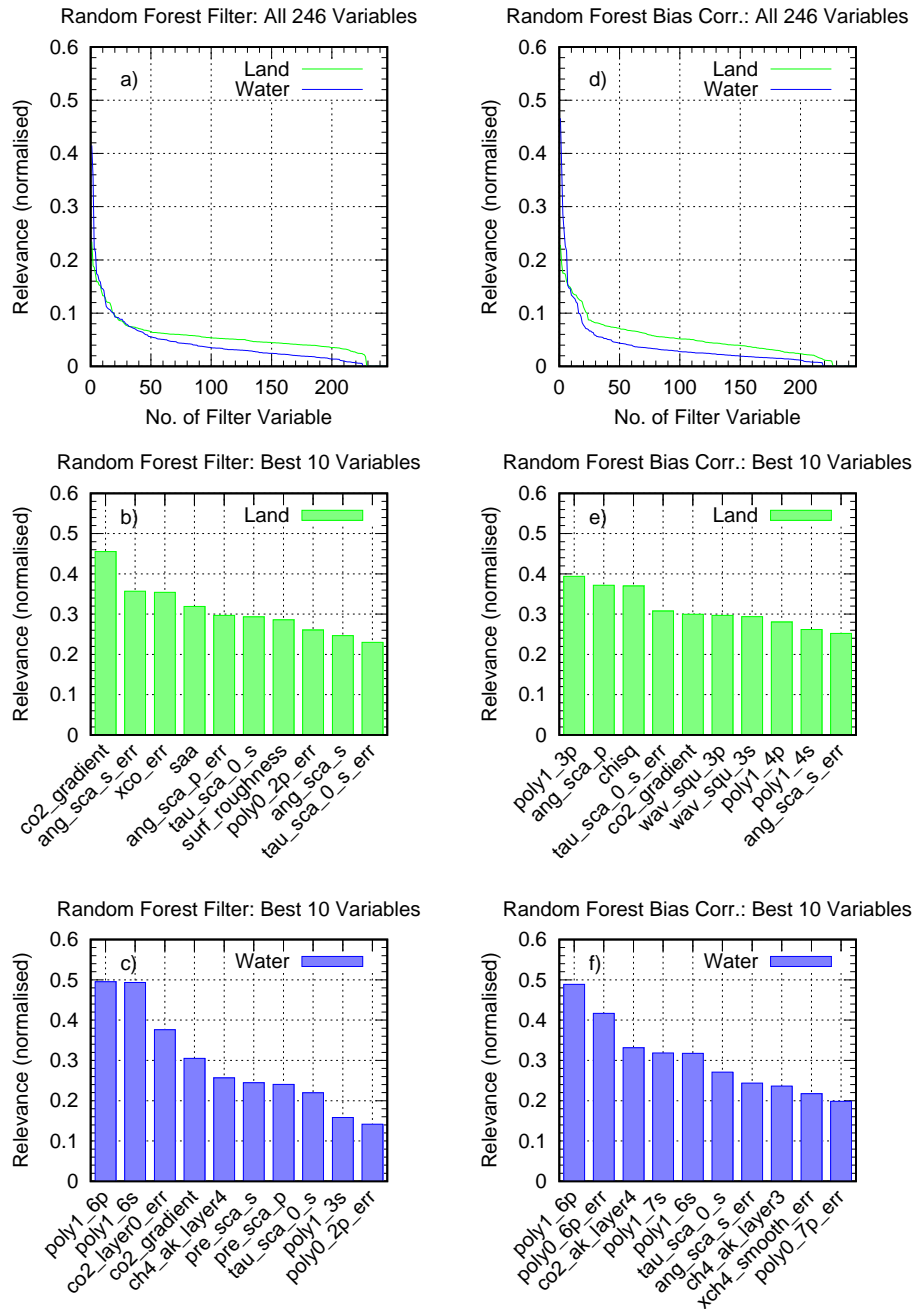 Random Forest Filter: All 246 Variables
0.6
0.5
0.4
0.3
0.2
0.1
0
Relevance (normalised)
a)
Land
Water
0 50 100 150 200
No. of Filter Variable
Random Forest Bias Corr.: All 246 Variables
0.6
0.5
0.4
0.3
0.2
0.1
0
Relevance (normalised)
d)
Land
Water
0 50 100 150 200
No. of Filter Variable
Random Forest Filter: Best 10 Variables
0.6
0.5
0.4
0.3
0.2
0.1
0
Relevance (normalised)
b)
Land
co2_gradient
ang_sca_s_err
xco_err
saa
ang_sca_p_err
tau_sca_0_s
surf_roughness
poly0_2p_err
ang_sca_s
tau_sca_0_s_err
Random Forest Bias Corr.: Best 10 Variables
0.6
0.5
0.4
0.3
0.2
0.1
0
Relevance (normalised)
e)
Land
poly1_3p
ang_sca_p
chisq
tau_sca_0_s_err
co2_gradient
wav_squ_3p
wav_squ_3s
poly1_4p
poly1_4s
ang_sca_s_err
Random Forest Filter: Best 10 Variables
0.6
0.5
0.4
0.3
0.2
0.1
0
Relevance (normalised)
c)
Water
poly1_6p
poly1_6s
co2_layer0_err
co2_gradient
ch4_ak_layer4
pre_sca_s
pre_sca_p
tau_sca_0_s
poly1_3s
poly0_2p_err
Random Forest Bias Corr.: Best 10 Variables
0.6
0.5
0.4
0.3
0.2
0.1
0
Relevance (normalised)
f)
Water
poly1_6p
poly0_6p_err
co2_ak_layer4
poly1_7s
poly1_6s
tau_sca_0_s
ang_sca_s_err
ch4_ak_layer3
xch4_smooth_err
poly0_7p_err